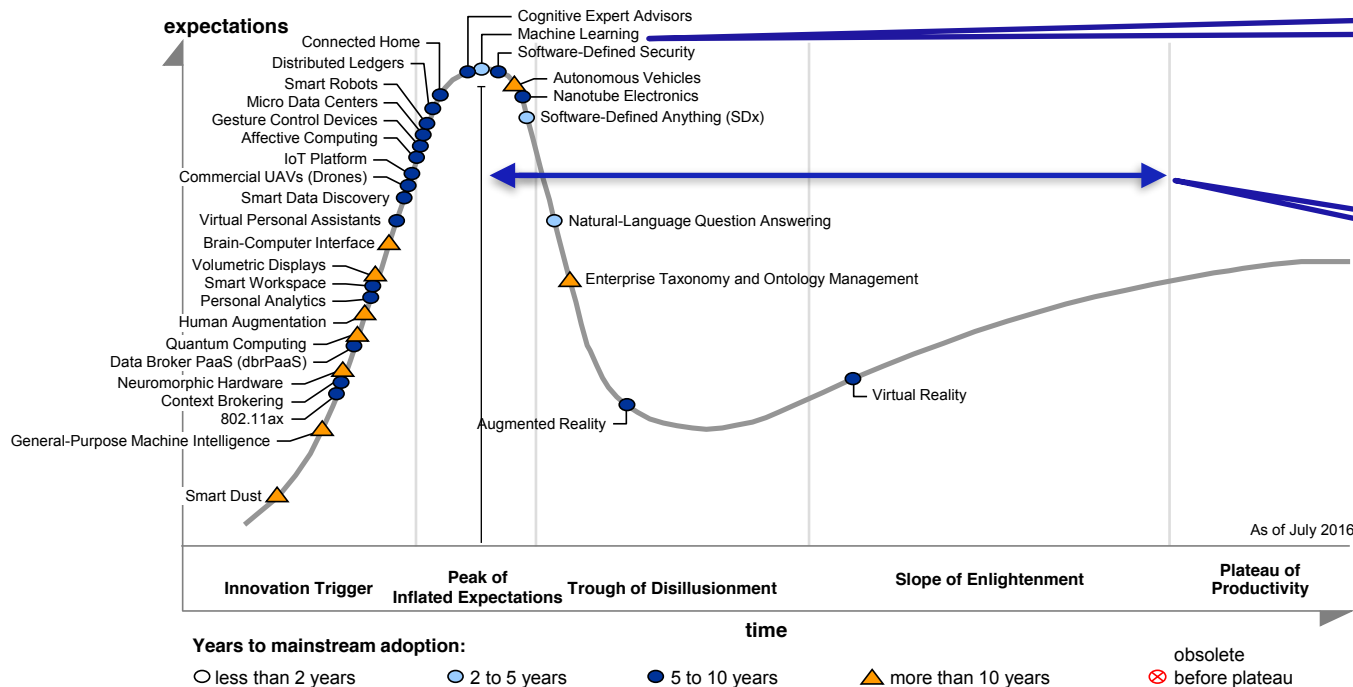 expectations
Cognitive Expert Advisors
Machine Learning
Software-Defined Security
Connected Home
Distributed Ledgers
Smart Robots
Micro Data Centers
Gesture Control Devices
Affective Computing
IoT Platform
Commercial UAVs (Drones)
Smart Data Discovery
Virtual Personal Assistants
Brain-Computer Interface
Volumetric Displays
Smart Workspace
Personal Analytics
Human Augmentation
Quantum Computing
Data Broker PaaS (dbrPaaS)
Neuromorphic Hardware
Context Brokering
802.11ax
General-Purpose Machine Intelligence
Smart Dust
Autonomous Vehicles
Nanotube Electronics
Software-Defined Anything (SDx)
Natural-Language Question Answering
Enterprise Taxonomy and Ontology Management
Augmented Reality
Virtual Reality
As of July 2016
Innovation Trigger
Peak of
Inflated Expectations
Trough of Disillusionment
Slope of Enlightenment
Plateau of
Productivity
time
Years to mainstream adoption:
less than 2 years
2 to 5 years
5 to 10 years
more than 10 years
obsolete
before plateau